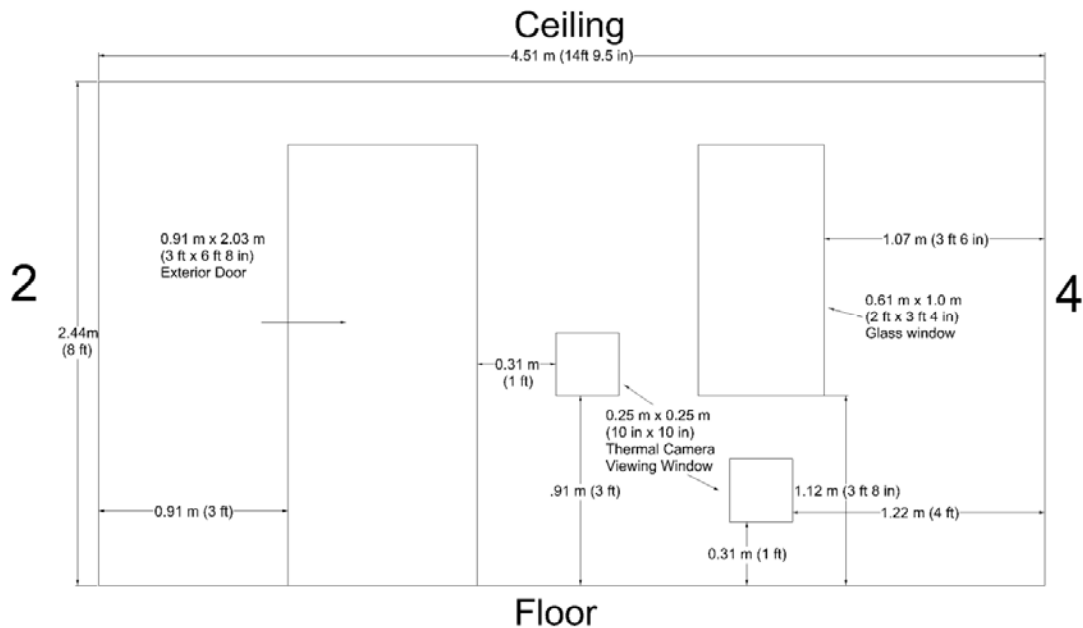 Ceiling
4.51 m (14ft 9.5 in)
0.91 m x 2.03 m
(3 ft x 6 ft 8 in)
Exterior Door
1.07 m (3 ft 6 in)
2
4
0.61 m x 1.0 m
(2 ft x 3 ft 4 in)
Glass window
2.44m
(8 ft)
0.31 m
(1 ft)
0.25 m x 0.25 m
(10 in x 10 in)
Thermal Camera
Viewing Window
.91 m (3 ft)
1.12 m (3 ft 8 in)
0.91 m (3 ft)
1.22 m (4 ft)
0.31 m (1 ft)
Floor